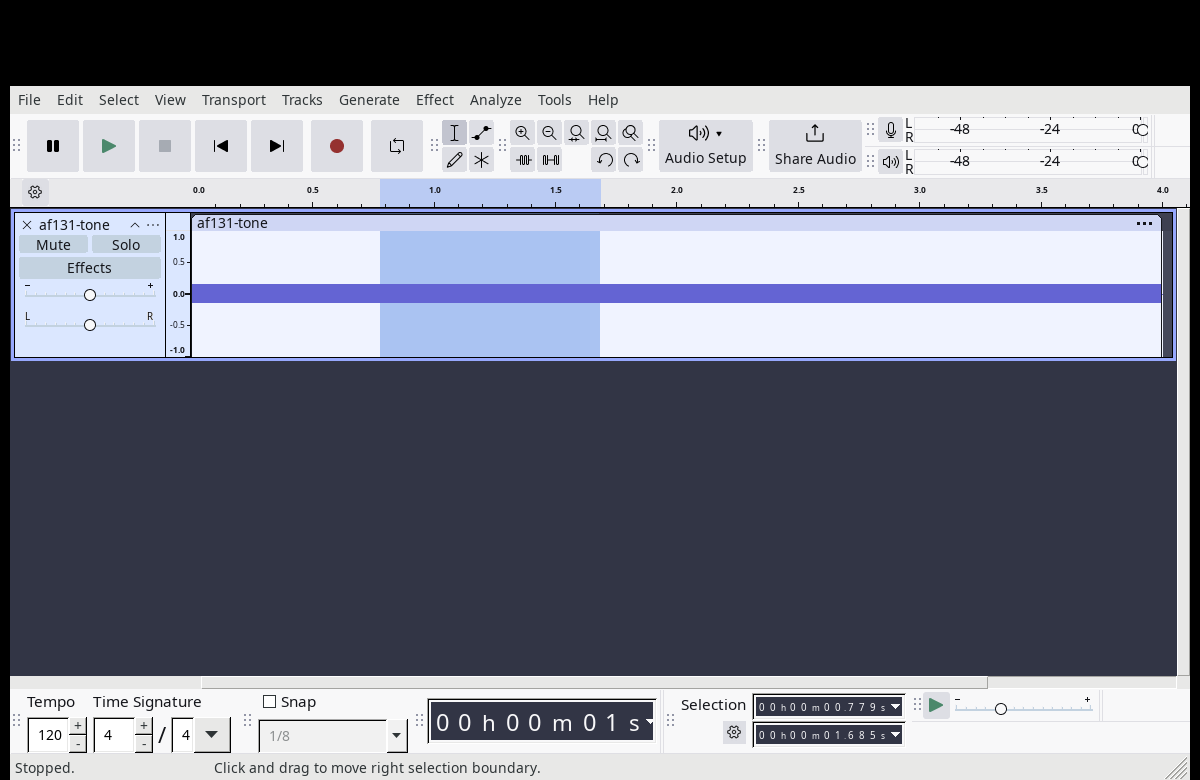 File Edit Select View Transport Tracks Generate Effect Analyze Tools Help
Audio Setup
Share Audio
L
R
-48 -24 0
L
R
-48 -24 0
0.0 0.5 1.0 1.5 2.0 2.5 3.0 3.5 4.0
af131-tone
Mute Solo
Effects
- +
L R
1.0
0.5
0.0
-0.5
-1.0
af131-tone
Tempo
120
+
-
Time Signature
4
+
-
/
4
Snap
1/8
00h00m01s
Selection
00h00m00.779s
00h00m01.685s
- +
Stopped.
Click and drag to move right selection boundary.